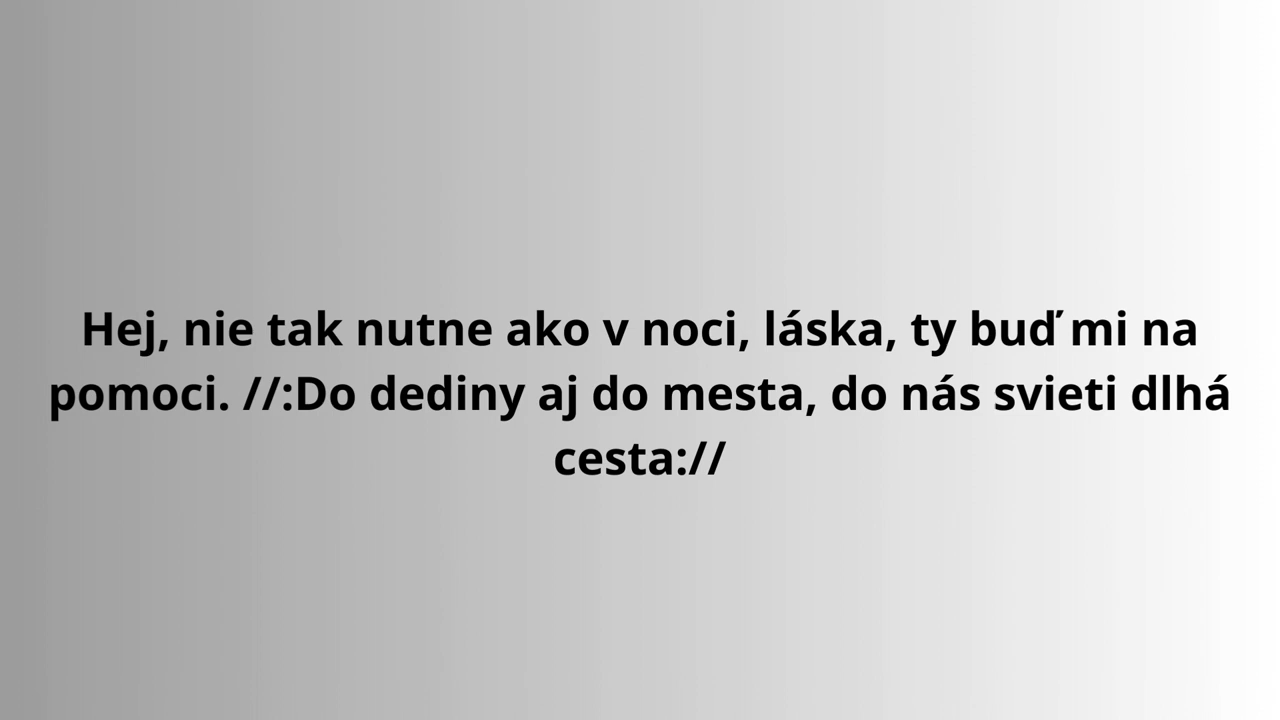 Hej, nie tak nutne ako v noci, láska, ty buď mi na
pomoci. //:Do dediny aj do mesta, do nás svieti dlhá
cesta://